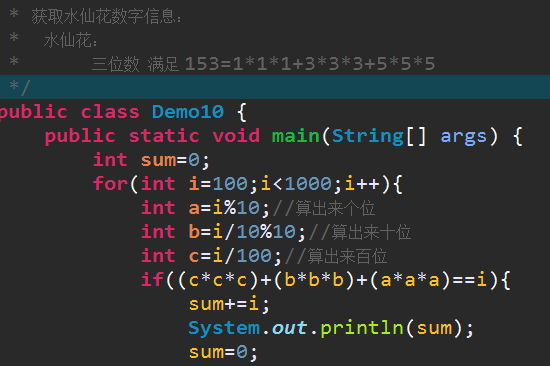 * 获取水仙花数字信息:
* 水仙花:
* 三位数 满足 153=1*1*1+3*3*3+5*5*5
*/
public class Demo10 {
public static void main(String[] args) {
int sum=0;
for(int i=100;i<1000;i++){
int a=i%10;//算出来个位
int b=i/10%10;//算出来十位
int c=i/100;//算出来百位
if((c*c*c)+(b*b*b)+(a*a*a)==i){
sum+=i;
System.out.println(sum);
sum=0;